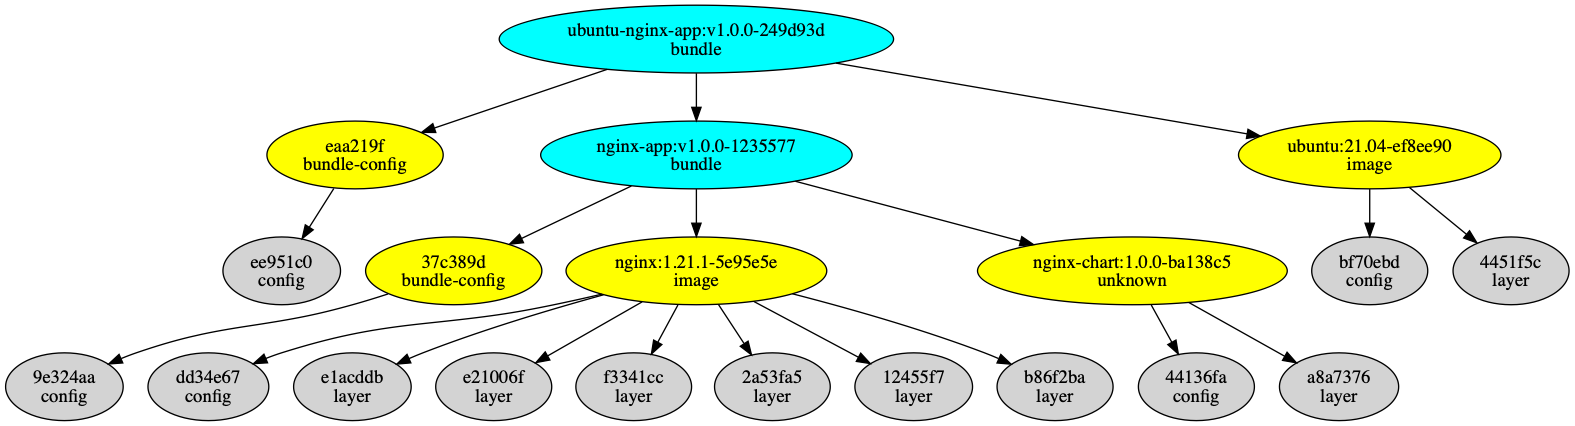 ubuntu-nginx-app:v1.0.0-249d93d
bundle
eaa219f
bundle-config
nginx-app:v1.0.0-1235577
bundle
ubuntu:21.04-ef8ee90
image
ee951c0
config
37c389d
bundle-config
nginx:1.21.1-5e95e5e
image
nginx-chart:1.0.0-ba138c5
unknown
bf70ebd
config
4451f5c
layer
9e324aa
config
dd34e67
config
e1acddb
layer
e21006f
layer
f3341cc
layer
2a53fa5
layer
12455f7
layer
b86f2ba
layer
44136fa
config
a8a7376
layer